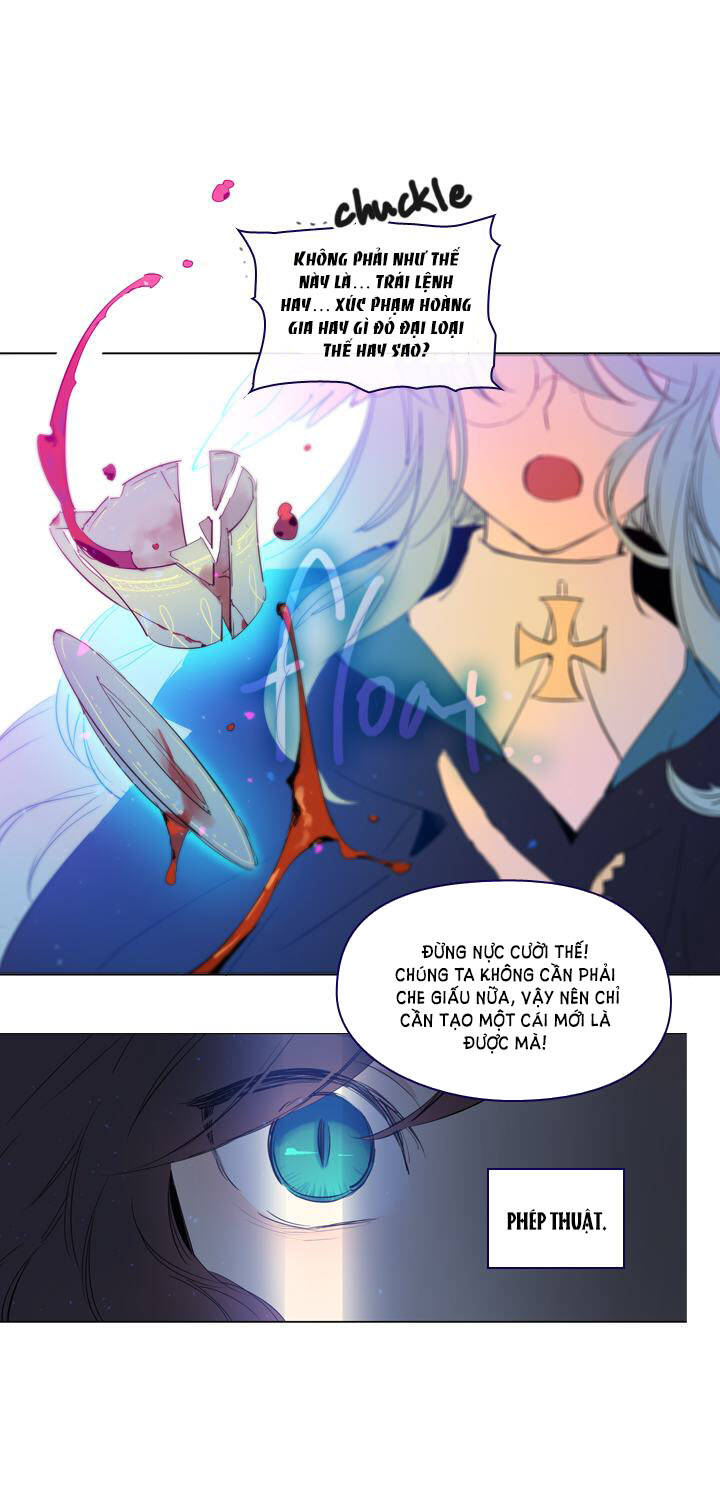 chuckle
KHÔNG PHẢI NHƯ THẾ
NÀY LÀ... TRÁI LỆNH
HAY... XÚC PHẠM HOÀNG
GIA HAY GÌ ĐÓ ĐẠI LOẠI
THẾ HAY SAO?
float
ĐỪNG NỰC CƯỜI THẾ!
CHÚNG TA KHÔNG CẦN PHẢI
CHE GIẤU NỮA, VẬY NÊN CHỈ
CẦN TẠO MỘT CÁI MỚI LÀ
ĐƯỢC MÀ!
PHÉP THUẬT.